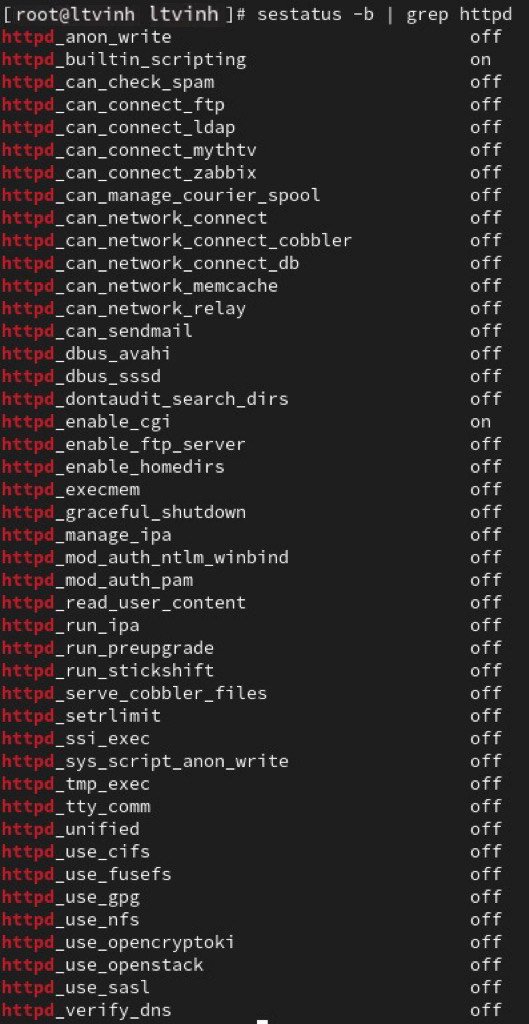 [root@ltvinh ltvinh]# sestatus -b | grep httpd
httpd_anon_write off
httpd_builtin_scripting on
httpd_can_check_spam off
httpd_can_connect_ftp off
httpd_can_connect_ldap off
httpd_can_connect_mythtv off
httpd_can_connect_zabbix off
httpd_can_manage_courier_spool off
httpd_can_network_connect off
httpd_can_network_connect_cobbler off
httpd_can_network_connect_db off
httpd_can_network_memcache off
httpd_can_network_relay off
httpd_can_sendmail off
httpd_dbus_avahi off
httpd_dbus_sssd off
httpd_dontaudit_search_dirs off
httpd_enable_cgi on
httpd_enable_ftp_server off
httpd_enable_homedirs off
httpd_execmem off
httpd_graceful_shutdown off
httpd_manage_ipa off
httpd_mod_auth_ntlm_winbind off
httpd_mod_auth_pam off
httpd_read_user_content off
httpd_run_ipa off
httpd_run_preupgrade off
httpd_run_stickshift off
httpd_serve_cobbler_files off
httpd_setrlimit off
httpd_ssi_exec off
httpd_sys_script_anon_write off
httpd_tmp_exec off
httpd_tty_comm off
httpd_unified off
httpd_use_cifs off
httpd_use_fusefs off
httpd_use_gpg off
httpd_use_nfs off
httpd_use_opencryptoki off
httpd_use_openstack off
httpd_use_sasl off
httpd_verify_dns off